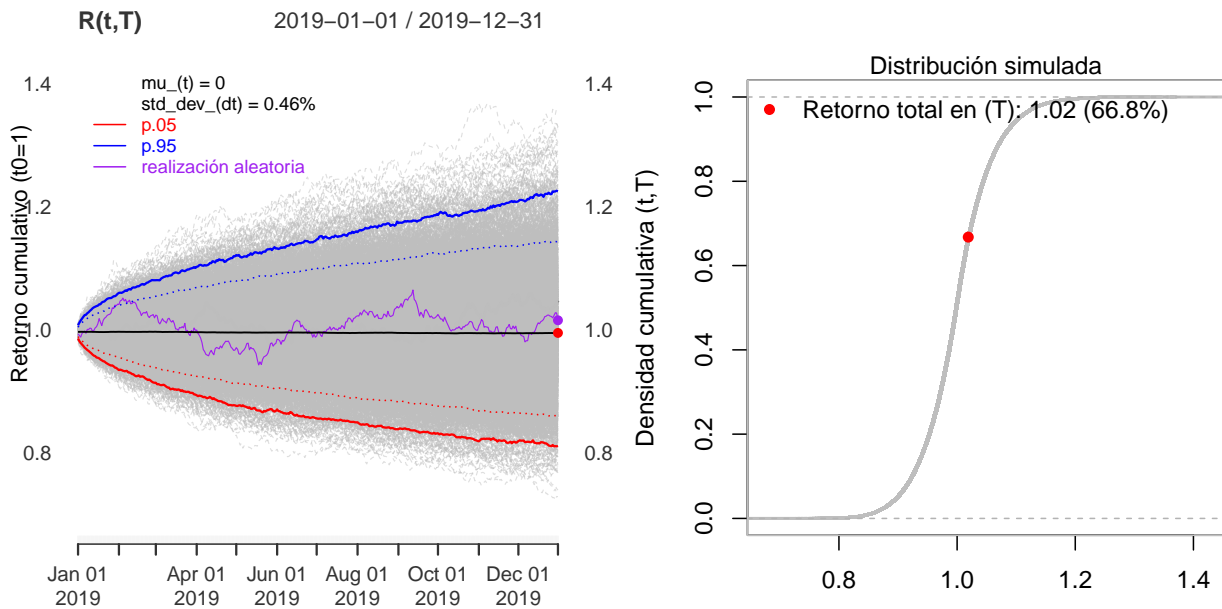 R(t,T)
2019−01−01 / 2019−12−31
mu_(t) = 0
std_dev_(dt) = 0.46%
p.05
p.95
realización aleatoria
Retorno cumulativo (t0=1)
1.4
1.2
1.0
0.8
1.4
1.2
1.0
0.8
Jan 01 2019
Apr 01 2019
Jun 01 2019
Aug 01 2019
Oct 01 2019
Dec 01 2019
Distribución simulada
Retorno total en (T): 1.02 (66.8%)
Densidad cumulativa (t,T)
1.0
0.8
0.6
0.4
0.2
0.0
0.8
1.0
1.2
1.4